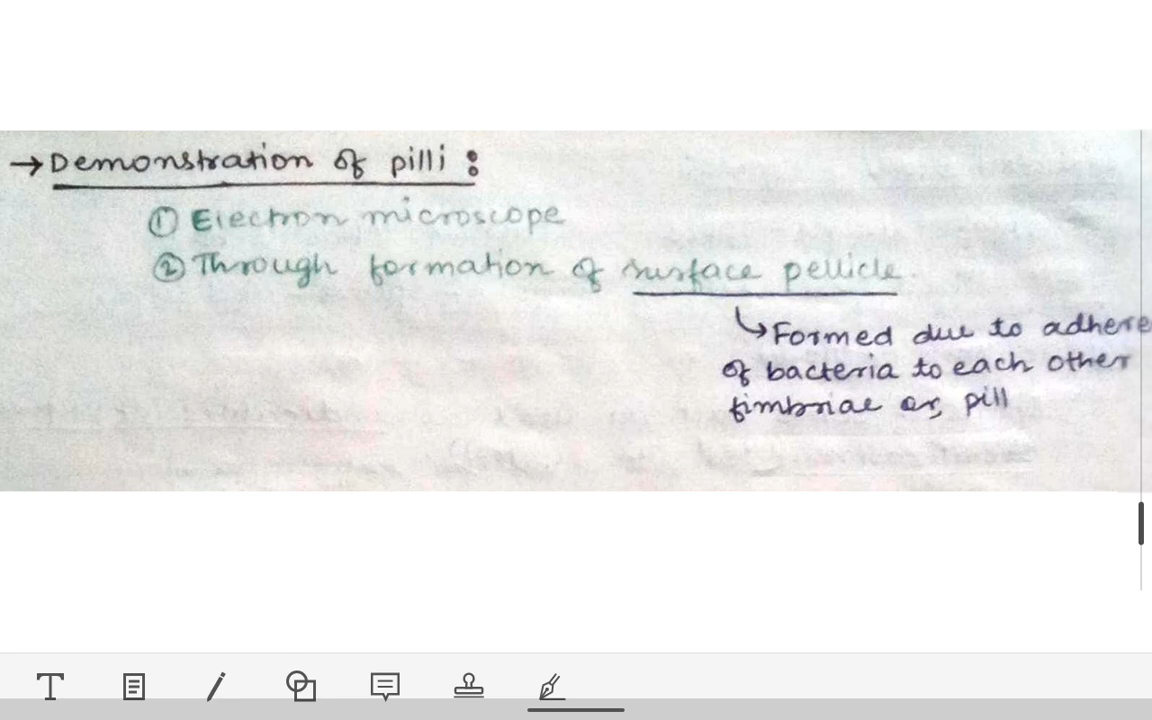 → Demonstration of pilli :
① Electron microscope
② Through formation of surface pellicle.
↳ Formed due to adhere
of bacteria to each other
fimbriae or, pill
T